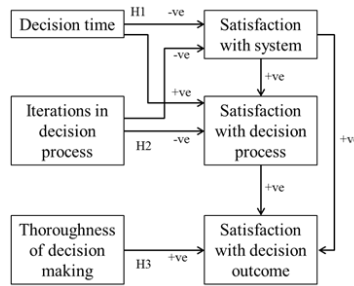 H1
-ve
Decision time
Satisfaction
with system
-ve
+ve
+ve
Iterations in
decision
process
Satisfaction
with decision
process
H2
-ve
+ve
+ve
Thoroughness
of decision
making
Satisfaction
with decision
outcome
H3
+ve